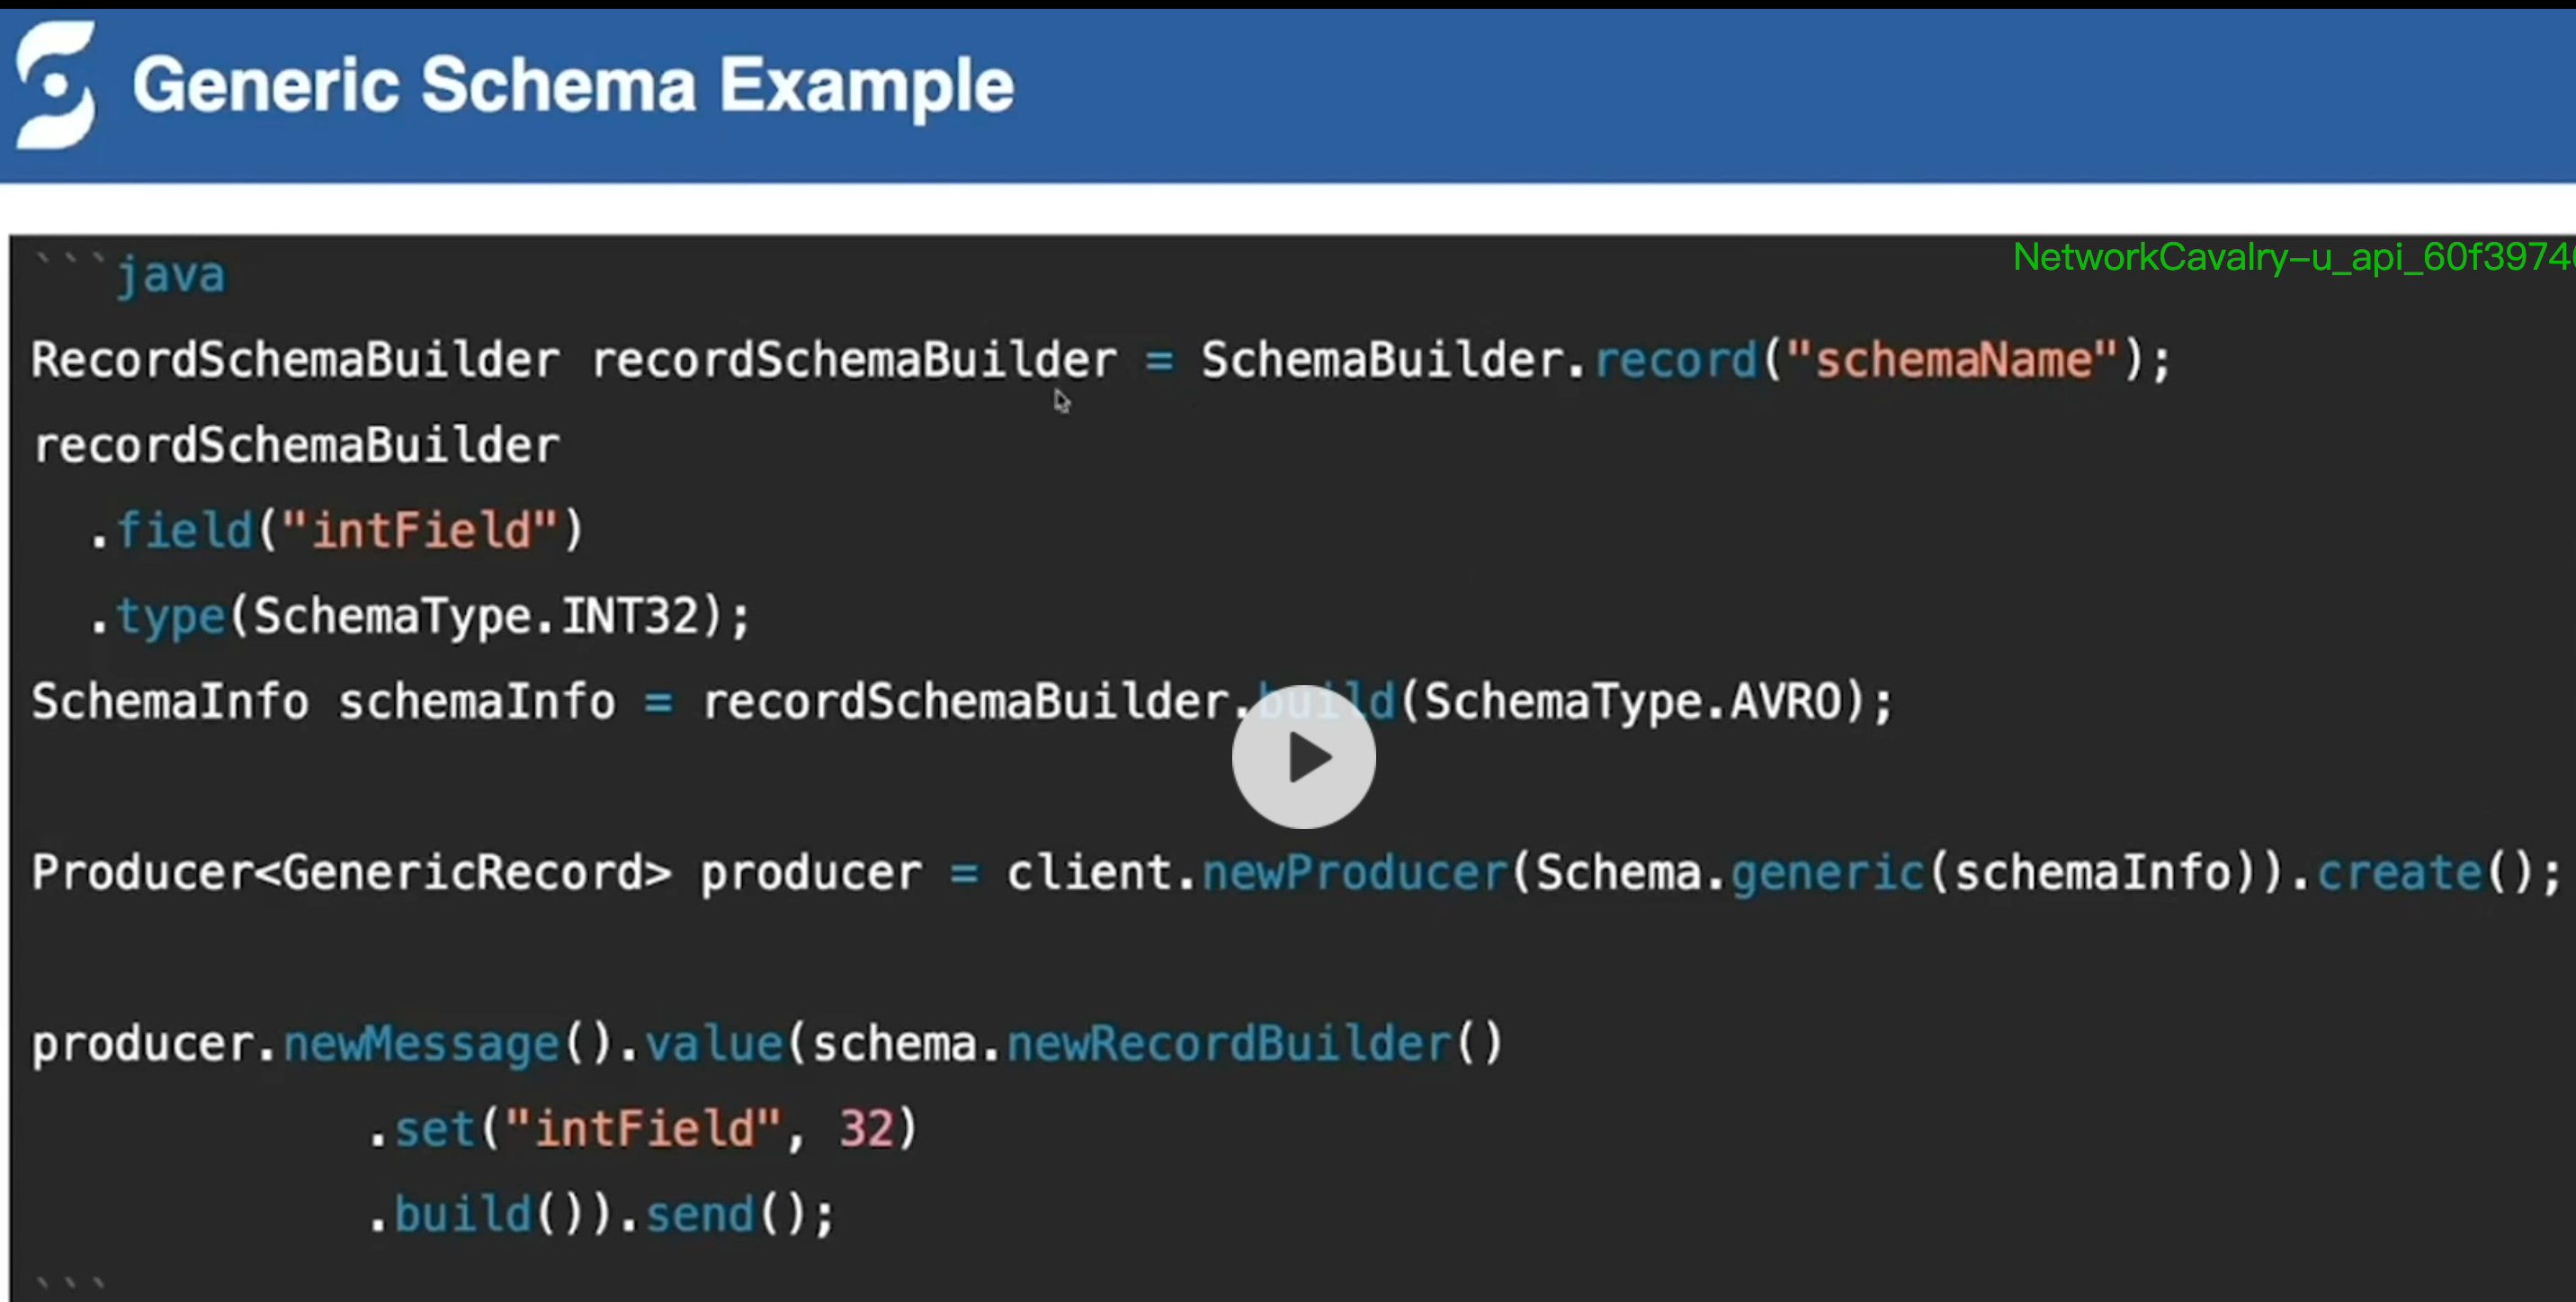 Generic Schema Example
```java
NetworkCavalry-u_api_60f3974
RecordSchemaBuilder recordSchemaBuilder = SchemaBuilder.record("schemaName");
recordSchemaBuilder
  .field("intField")
  .type(SchemaType.INT32);
SchemaInfo schemaInfo = recordSchemaBuilder.build(SchemaType.AVRO);
Producer<GenericRecord> producer = client.newProducer(Schema.generic(schemaInfo)).create();
producer.newMessage().value(schema.newRecordBuilder()
            .set("intField", 32)
            .build()).send();
```